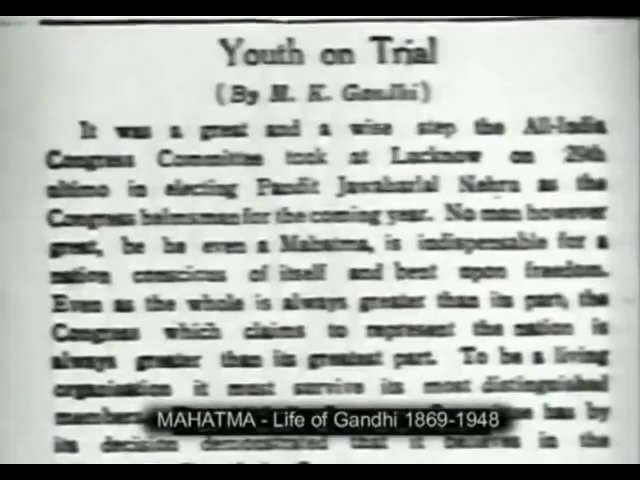 Youth on Trial
(By M. K. Gandhi)
It was a great and a wise step the All-India
Congress Committee took at Lucknow on 29th
ultimo in electing Pandit Jawaharlal Nehru as the
Congress helmsman for the coming year. No man however
great, be he even a Mahatma, is indispensable for a
nation conscious of itself and bent upon freedom.
Even as the whole is always greater than its part, the
Congress which claims to represent the nation is
always greater than its greatest part. To be a living
organisation it must survive its most distinguished
members. has by
its decision demonstrated that it believes in the
MAHATMA - Life of Gandhi 1869-1948